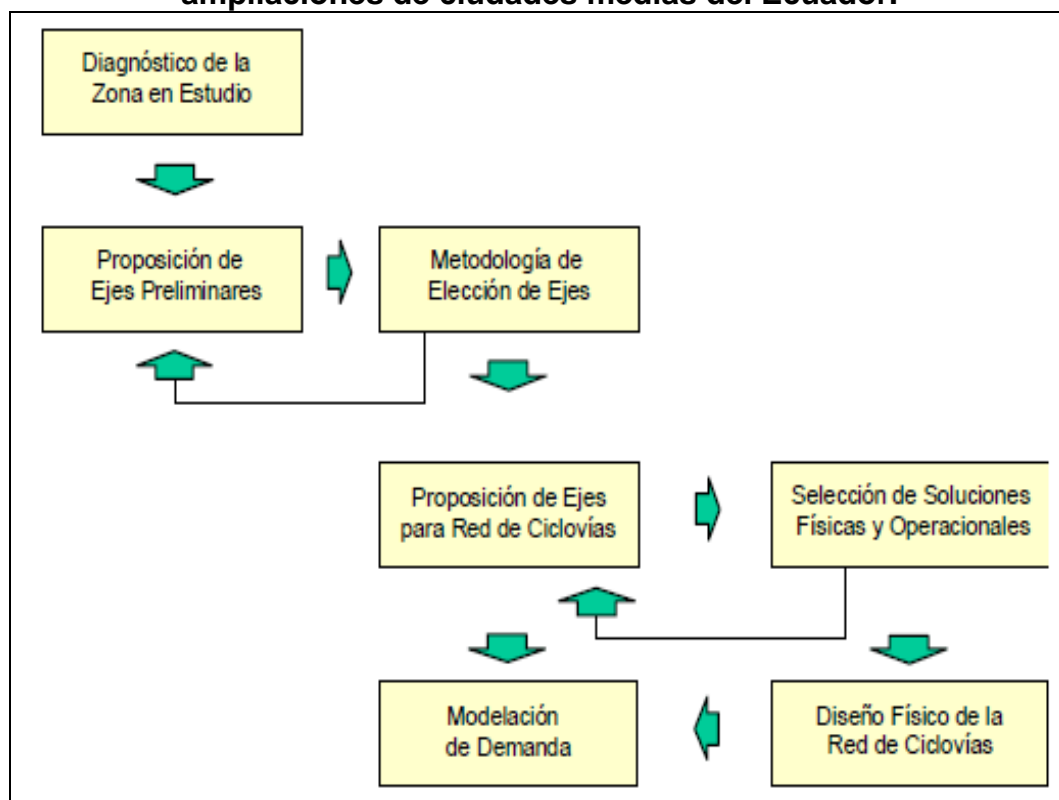 ampliaciones de ciudades medias del Ecuador.
Diagnóstico de la
Zona en Estudio
Proposición de
Ejes Preliminares
Metodología de
Elección de Ejes
Proposición de Ejes
para Red de Ciclovías
Selección de Soluciones
Físicas y Operacionales
Modelación
de Demanda
Diseño Físico de la
Red de Ciclovías